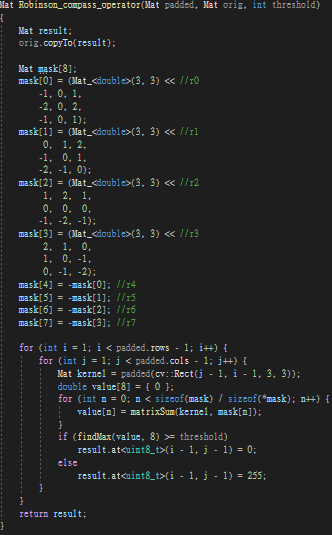 Mat Robinson_compass_operator(Mat padded, Mat orig, int threshold)
{
Mat result;
orig.copyTo(result);
Mat mask[8];
mask[0] = (Mat_<double>(3, 3) << //r0
-1, 0, 1,
-2, 0, 2,
-1, 0, 1);
mask[1] = (Mat_<double>(3, 3) << //r1
0, 1, 2,
-1, 0, 1,
-2, -1, 0);
mask[2] = (Mat_<double>(3, 3) << //r2
1, 2, 1,
0, 0, 0,
-1, -2, -1);
mask[3] = (Mat_<double>(3, 3) << //r3
2, 1, 0,
1, 0, -1,
0, -1, -2);
mask[4] = -mask[0]; //r4
mask[5] = -mask[1]; //r5
mask[6] = -mask[2]; //r6
mask[7] = -mask[3]; //r7
for (int i = 1; i < padded.rows - 1; i++) {
for (int j = 1; j < padded.cols - 1; j++) {
Mat kernel = padded(cv::Rect(j - 1, i - 1, 3, 3));
double value[8] = { 0 };
for (int n = 0; n < sizeof(mask) / sizeof(*mask); n++) {
value[n] = matrixSum(kernel, mask[n]);
}
if (findMax(value, 8) >= threshold)
result.at<uint8_t>(i - 1, j - 1) = 0;
else
result.at<uint8_t>(i - 1, j - 1) = 255;
}
}
return result;
}